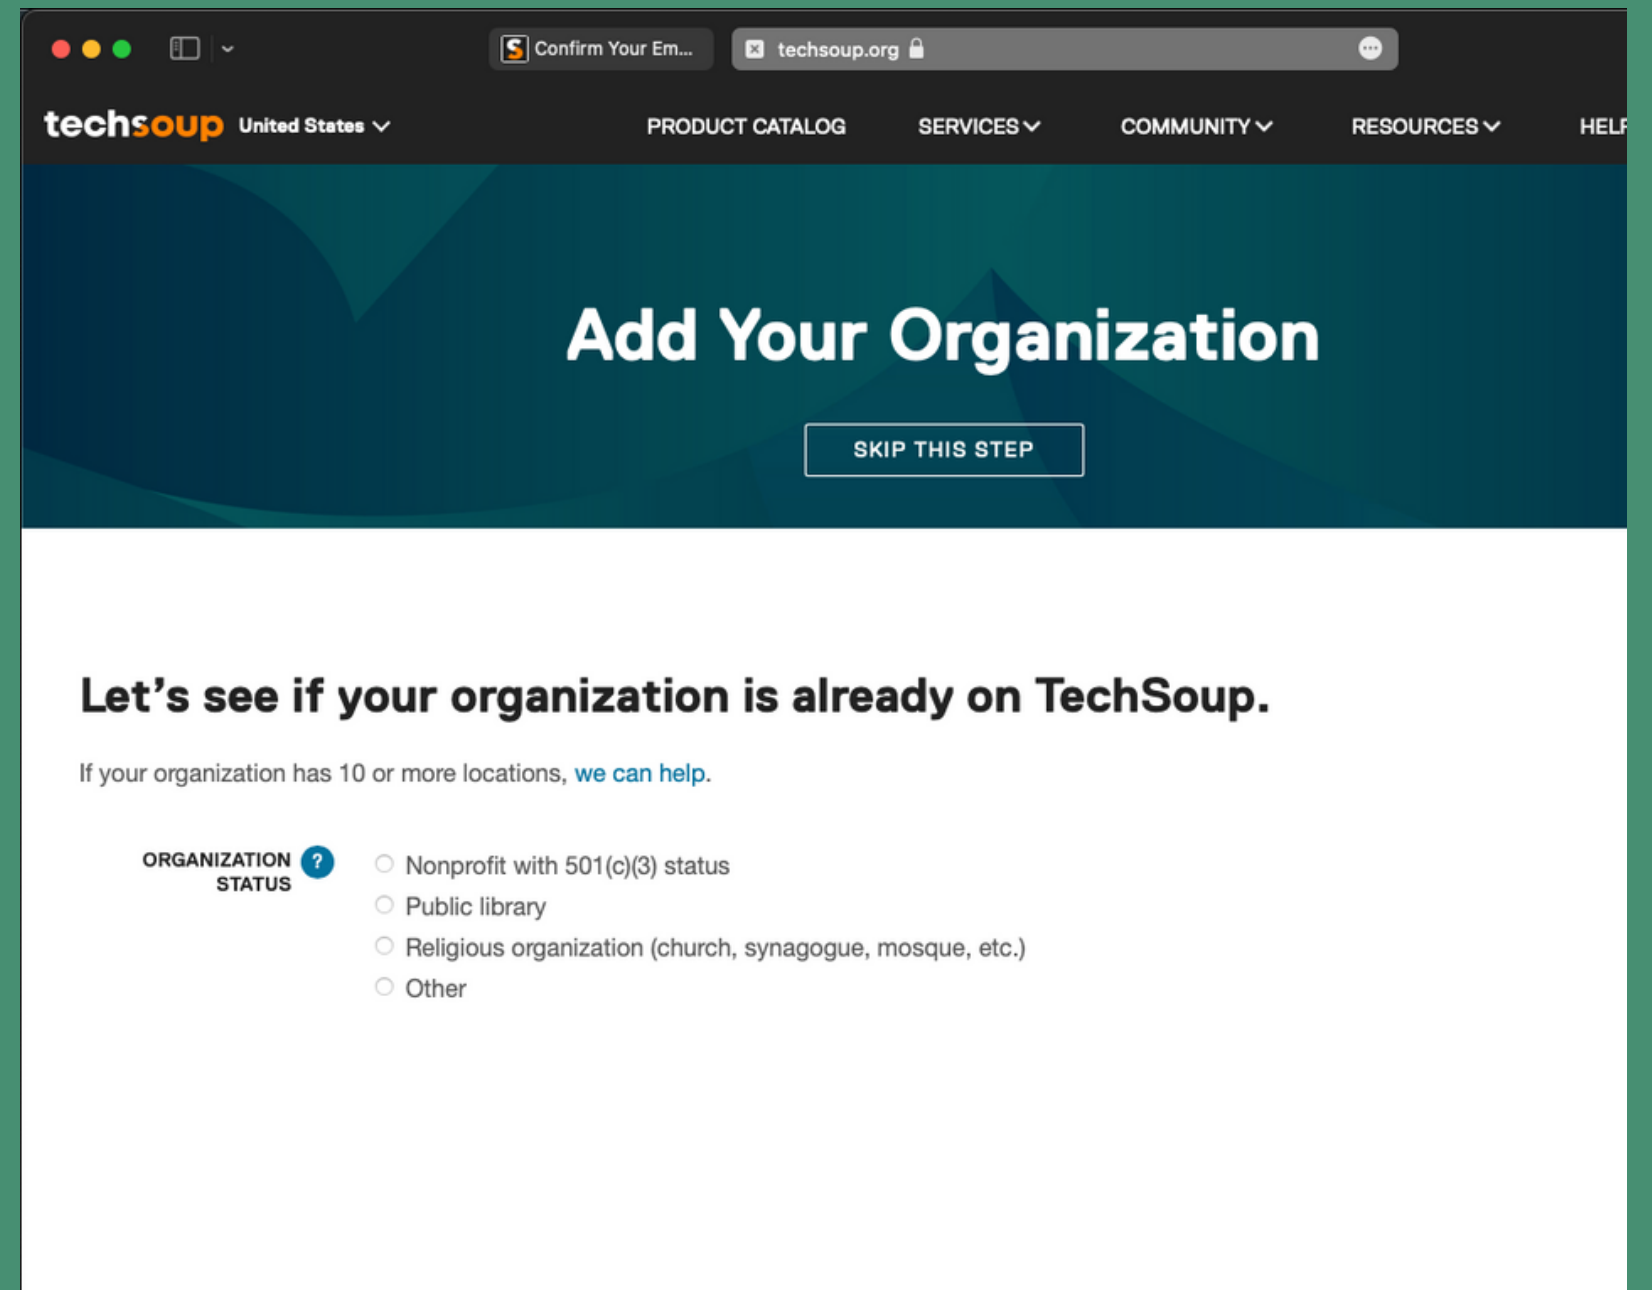 Confirm Your Em...
techsoup.org
techsoup United States
PRODUCT CATALOG SERVICES COMMUNITY RESOURCES HELP
Add Your Organization
SKIP THIS STEP
Let's see if your organization is already on TechSoup.
If your organization has 10 or more locations, we can help.
ORGANIZATION
STATUS
?
Nonprofit with 501(c)(3) status
Public library
Religious organization (church, synagogue, mosque, etc.)
Other